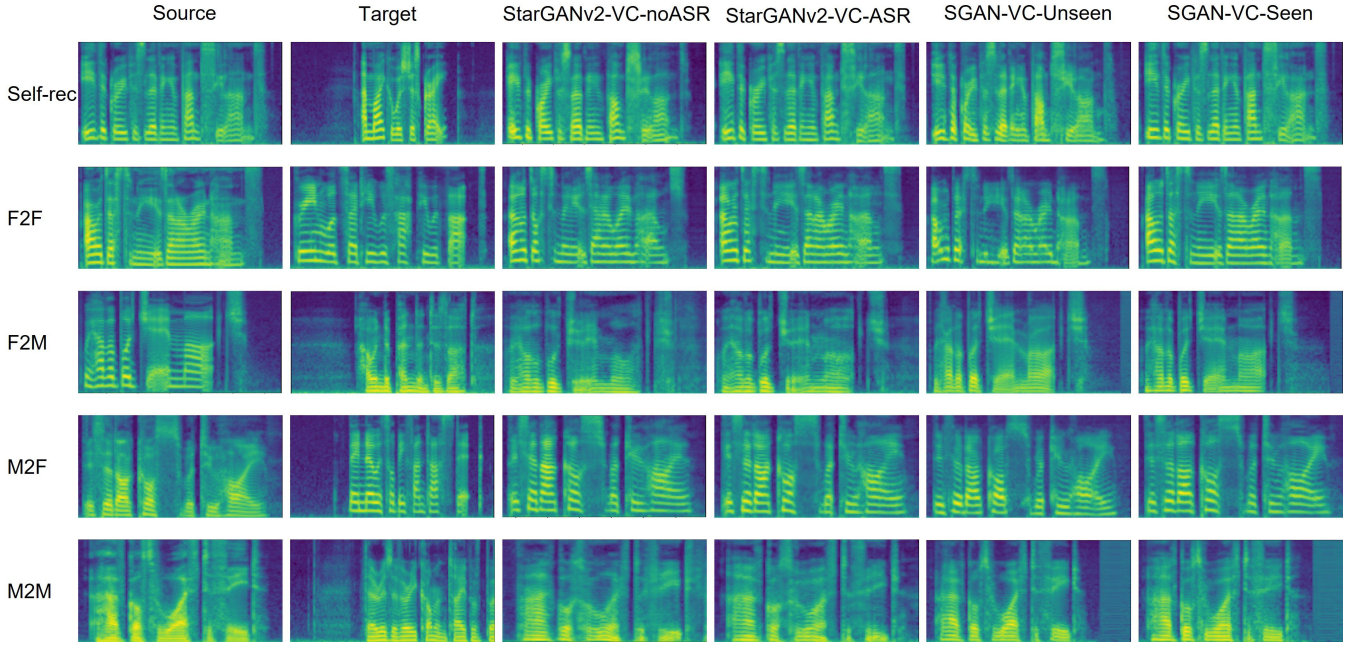 Source Target StarGANv2-VC-noASR StarGANv2-VC-ASR SGAN-VC-Unseen SGAN-VC-Seen
Self-rec
F2F
F2M
M2F
M2M